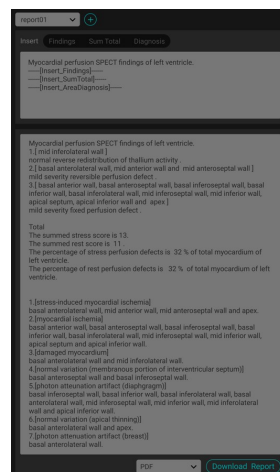 report01
Insert Findings Sum Total Diagnosis
Myocardial perfusion SPECT findings of left ventricle.
-----[Insert_Findings]-----
-----[Insert_SumTotal]-----
-----[Insert_AreaDiagnosis]-----
Myocardial perfusion SPECT findings of left ventricle.
1.[ mid inferolateral wall ]
normal reverse redistribution of thallium activity .
2.[ basal anterolateral wall, mid anterior wall and mid anteroseptal wall ]
mild severity reversible perfusion defect .
3.[ basal anterior wall, basal anteroseptal wall, basal inferoseptal wall, basal
inferior wall, basal inferolateral wall, mid inferoseptal wall, mid inferior wall,
apical septum, apical inferior wall and apex ]
mild severity fixed perfusion defect .
Total
The summed stress score is 13.
The summed rest score is 11 .
The percentage of stress perfusion defects is 32 % of total myocardium of
left ventricle.
The percentage of rest perfusion defects is 32 % of total myocardium of left
ventricle.
1.[stress-induced myocardial ischemia]
basal anterolateral wall, mid anterior wall, mid anteroseptal wall and apex.
2.[myocardial ischemia]
basal anterior wall, basal anteroseptal wall, basal inferoseptal wall, basal
inferior wall, basal inferolateral wall, mid inferoseptal wall, mid inferior wall,
apical septum and apical inferior wall.
3.[damaged myocardium]
basal anterolateral wall and mid inferolateral wall.
4.[normal variation (membranous portion of interventricular septum)]
basal anteroseptal wall and basal inferoseptal wall.
5.[photon attenuation artifact (diaphgragm)]
basal inferoseptal wall, basal inferior wall, basal inferolateral wall, basal
anterolateral wall, mid inferoseptal wall, mid inferior wall, mid inferolateral
wall and apical inferior wall.
6.[normal variation (apical thinning)]
basal anterolateral wall and apex.
7.[photon attenuation artifact (breast)]
basal anterolateral wall.
PDF Download Report